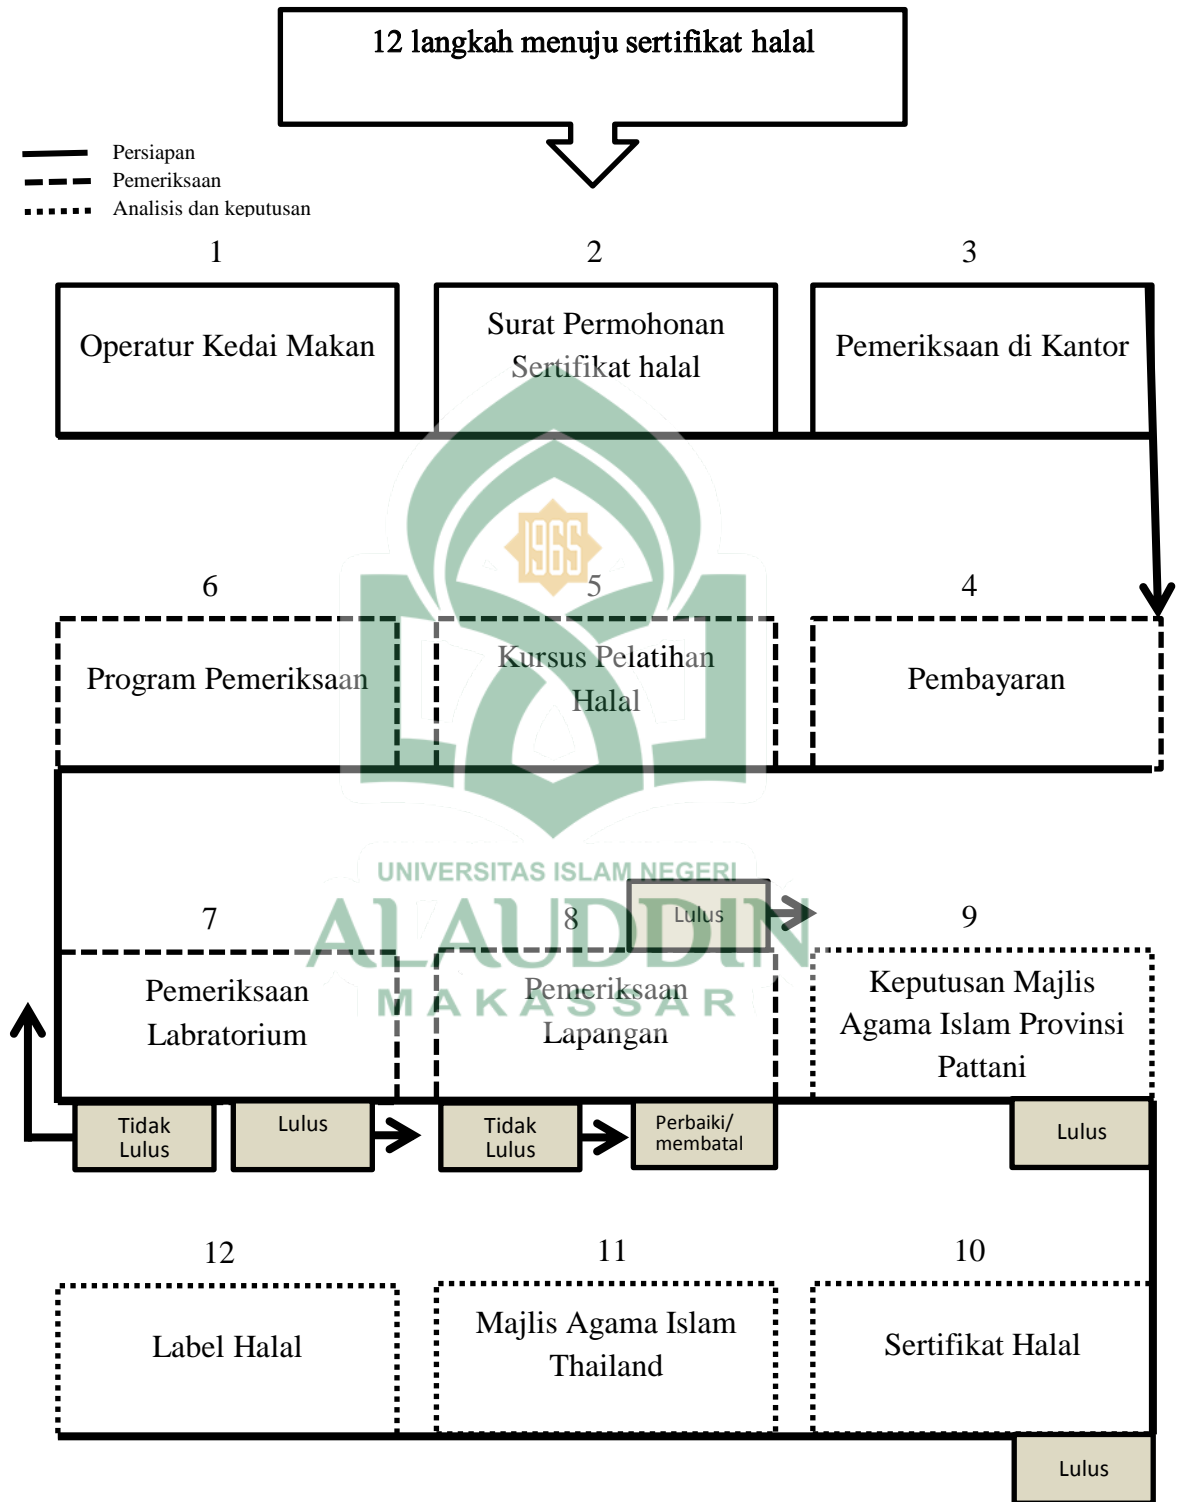 12 langkah menuju sertifikat halal
Persiapan
Pemeriksaan
Analisis dan keputusan
1
2
3
Operatur Kedai Makan
Surat Permohonan
Sertifikat halal
Pemeriksaan di Kantor
1965
6
5
4
Program Pemeriksaan
Kursus Pelatihan
Halal
Pembayaran
UNIVERSITAS ISLAM NEGERI
ALAUDDIN
MAKASSAR
7
8
Lulus
9
Pemeriksaan
Labratorium
Pemeriksaan
Lapangan
Keputusan Majlis
Agama Islam Provinsi
Pattani
Tidak
Lulus
Lulus
Tidak
Lulus
Perbaiki/
membatal
Lulus
12
11
10
Label Halal
Majlis Agama Islam
Thailand
Sertifikat Halal
Lulus